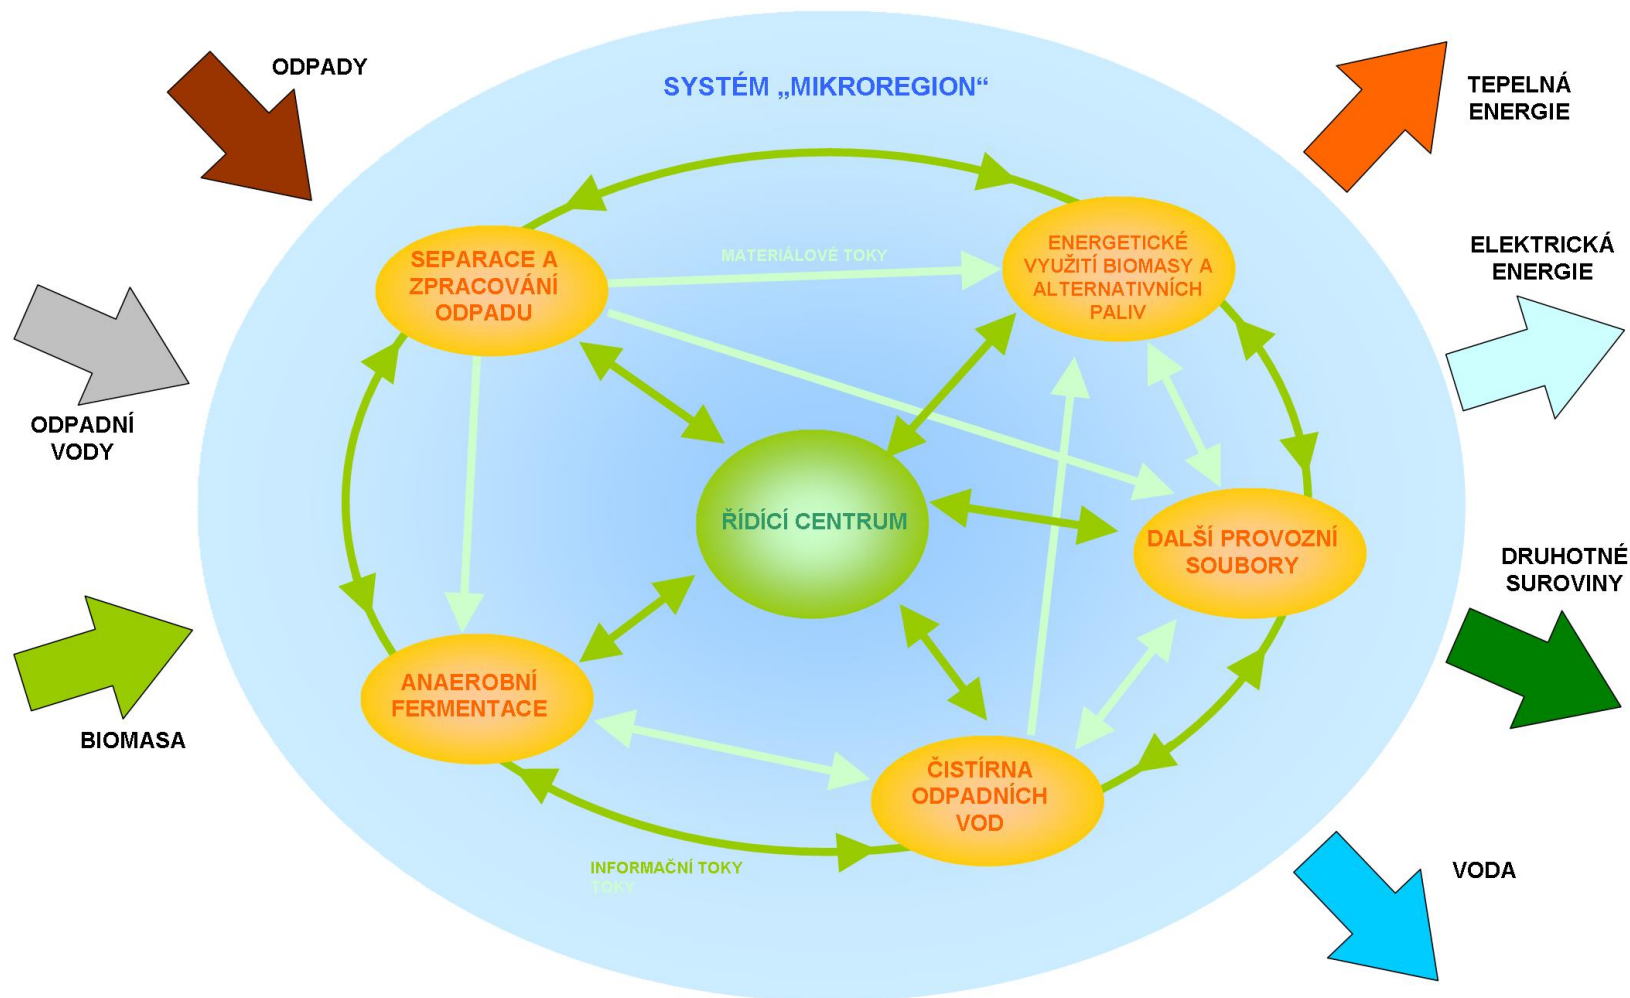 ODPADY
SYSTÉM „MIKROREGION“
TEPELNÁ
ENERGIE
ELEKTRICKÁ
ENERGIE
SEPARACE A
ZPRACOVÁNÍ
ODPADU
MATERIÁLOVÉ TOKY
ENERGETICKÉ
VYUŽITÍ BIOMASY A
ALTERNATIVNÍCH
PALIV
ODPADNÍ
VODY
ŘÍDÍCÍ CENTRUM
DALŠÍ PROVOZNÍ
SOUBORY
DRUHOTNÉ
SUROVINY
ANAEROBNÍ
FERMENTACE
BIOMASA
ČISTÍRNA
ODPADNÍCH
VOD
INFORMAČNÍ TOKY
TOKY
VODA